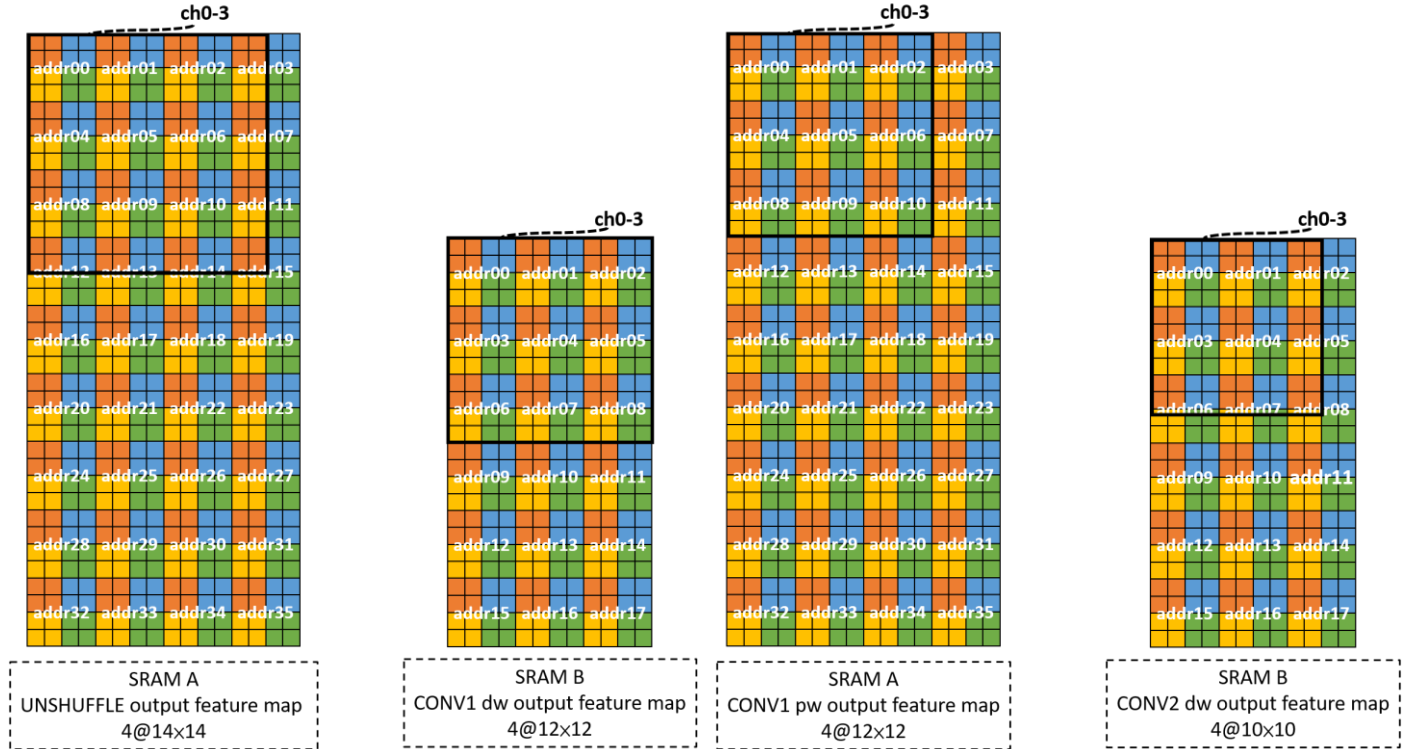 ch0-3
addr00 addr01 addr02 addr03
addr04 addr05 addr06 addr07
addr08 addr09 addr10 addr11
addr12 addr13 addr14 addr15
addr16 addr17 addr18 addr19
addr20 addr21 addr22 addr23
addr24 addr25 addr26 addr27
addr28 addr29 addr30 addr31
addr32 addr33 addr34 addr35
SRAM A
UNSHUFFLE output feature map
4@14×14
ch0-3
addr00 addr01 addr02
addr03 addr04 addr05
addr06 addr07 addr08
addr09 addr10 addr11
addr12 addr13 addr14
addr15 addr16 addr17
SRAM B
CONV1 dw output feature map
4@12×12
ch0-3
addr00 addr01 addr02 addr03
addr04 addr05 addr06 addr07
addr08 addr09 addr10 addr11
addr12 addr13 addr14 addr15
addr16 addr17 addr18 addr19
addr20 addr21 addr22 addr23
addr24 addr25 addr26 addr27
addr28 addr29 addr30 addr31
addr32 addr33 addr34 addr35
SRAM A
CONV1 pw output feature map
4@12×12
ch0-3
addr00 addr01 addr02
addr03 addr04 addr05
addr06 addr07 addr08
addr09 addr10 addr11
addr12 addr13 addr14
addr15 addr16 addr17
SRAM B
CONV2 dw output feature map
4@10×10